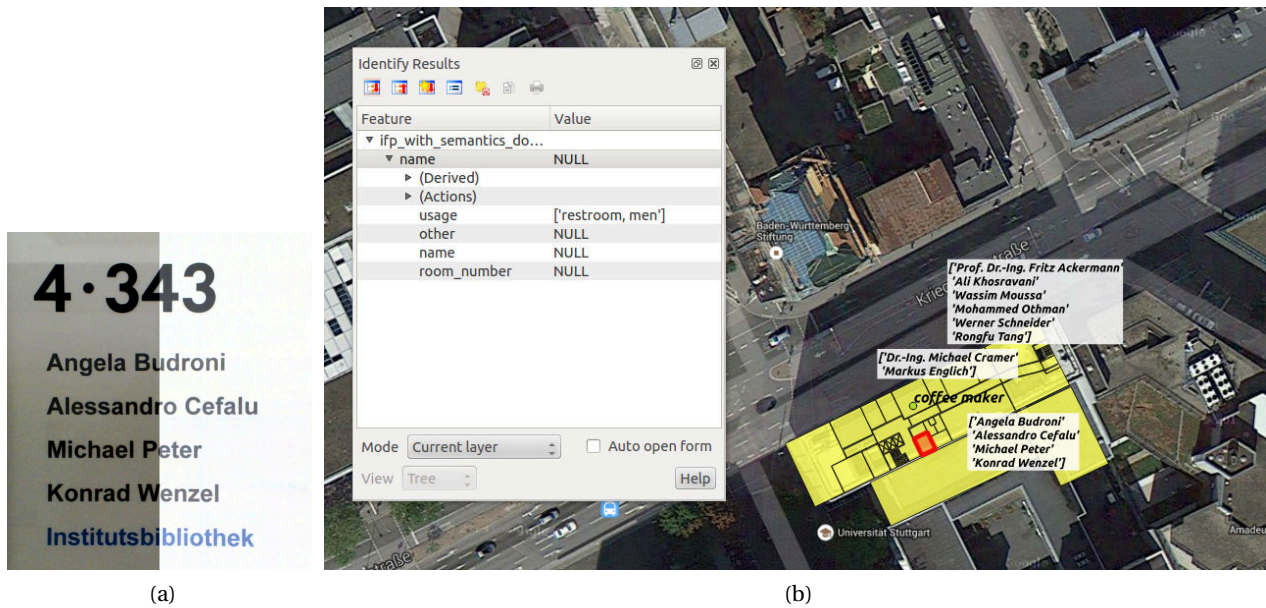 4·343
Angela Budroni
Alessandro Cefalu
Michael Peter
Konrad Wenzel
Institutsbibliothek
(a)
Identify Results
Feature Value
ifp_with_semantics_do...
name NULL
(Derived)
(Actions)
usage ['restroom, men']
other NULL
name NULL
room_number NULL
Mode Current layer Auto open form
View Tree Help
Google
Baden-Württemberg
Stiftung
['Prof. Dr.-Ing. Fritz Ackermann'
'Ali Khosravani'
'Wassim Moussa'
'Mohammed Othman'
'Werner Schneider'
'Rongfu Tang']
['Dr.-Ing. Michael Cramer'
'Markus Englich']
coffee maker
['Angela Budroni'
'Alessandro Cefalu'
'Michael Peter'
'Konrad Wenzel']
Universität Stuttgart
Amadeu
(b)